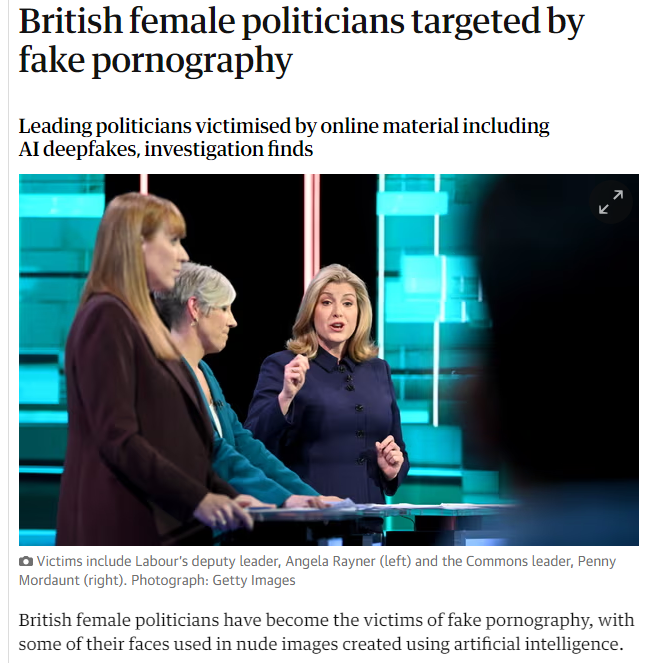 British female politicians targeted by
fake pornography
Leading politicians victimised by online material including
AI deepfakes, investigation finds
Victims include Labour's deputy leader, Angela Rayner (left) and the Commons leader, Penny
Mordaunt (right). Photograph: Getty Images
British female politicians have become the victims of fake pornography, with
some of their faces used in nude images created using artificial intelligence.